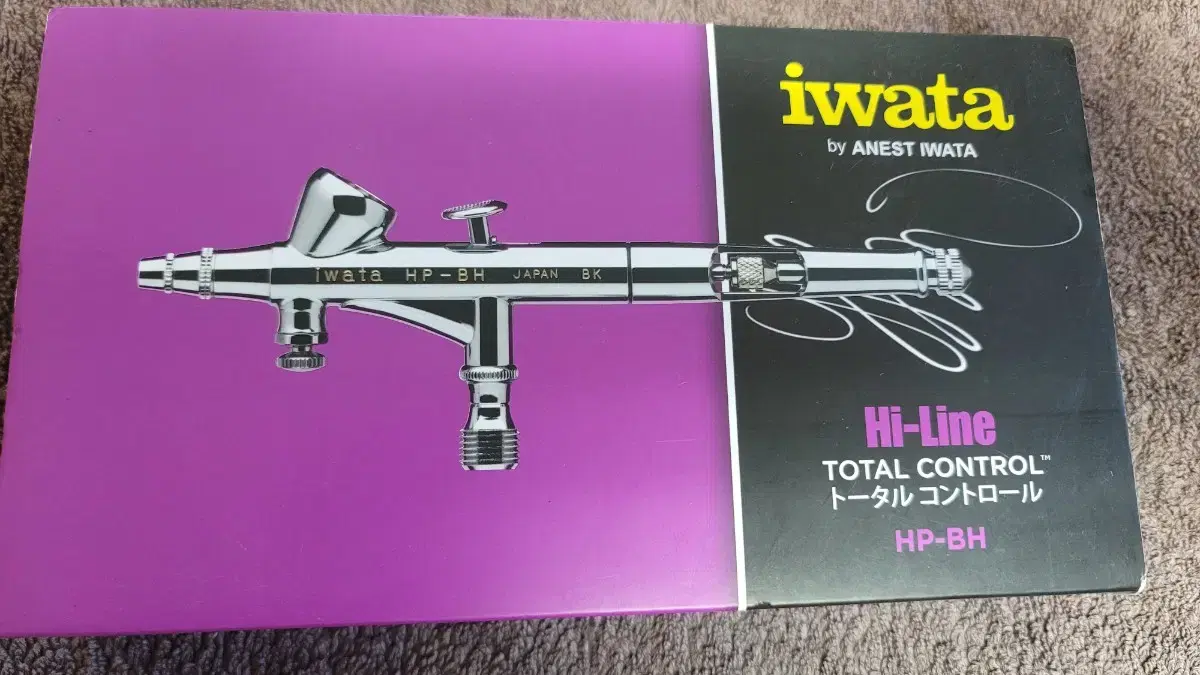 iwata
by ANEST IWATA
iwata HP-BH JAPAN BK
Hi-Line
TOTAL CONTROL™
トータル コントロール
HP-BH